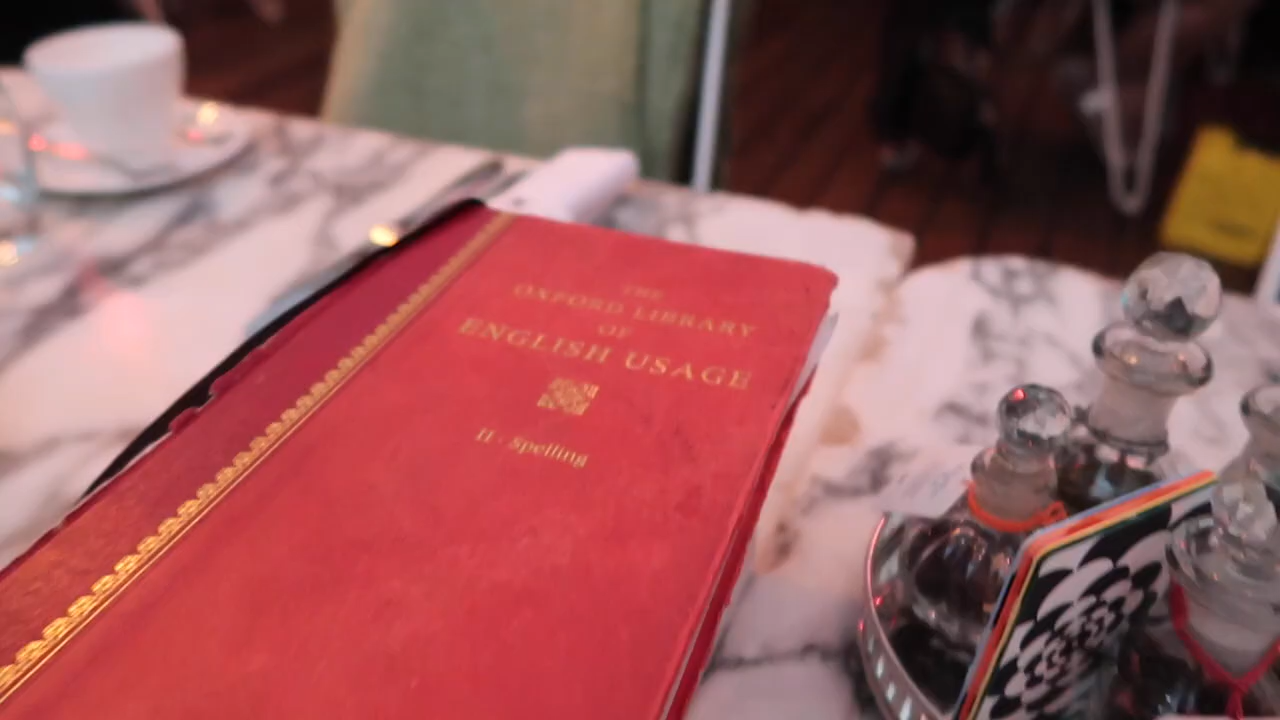 THE
OXFORD LIBRARY
OF
ENGLISH USAGE
II · Spelling